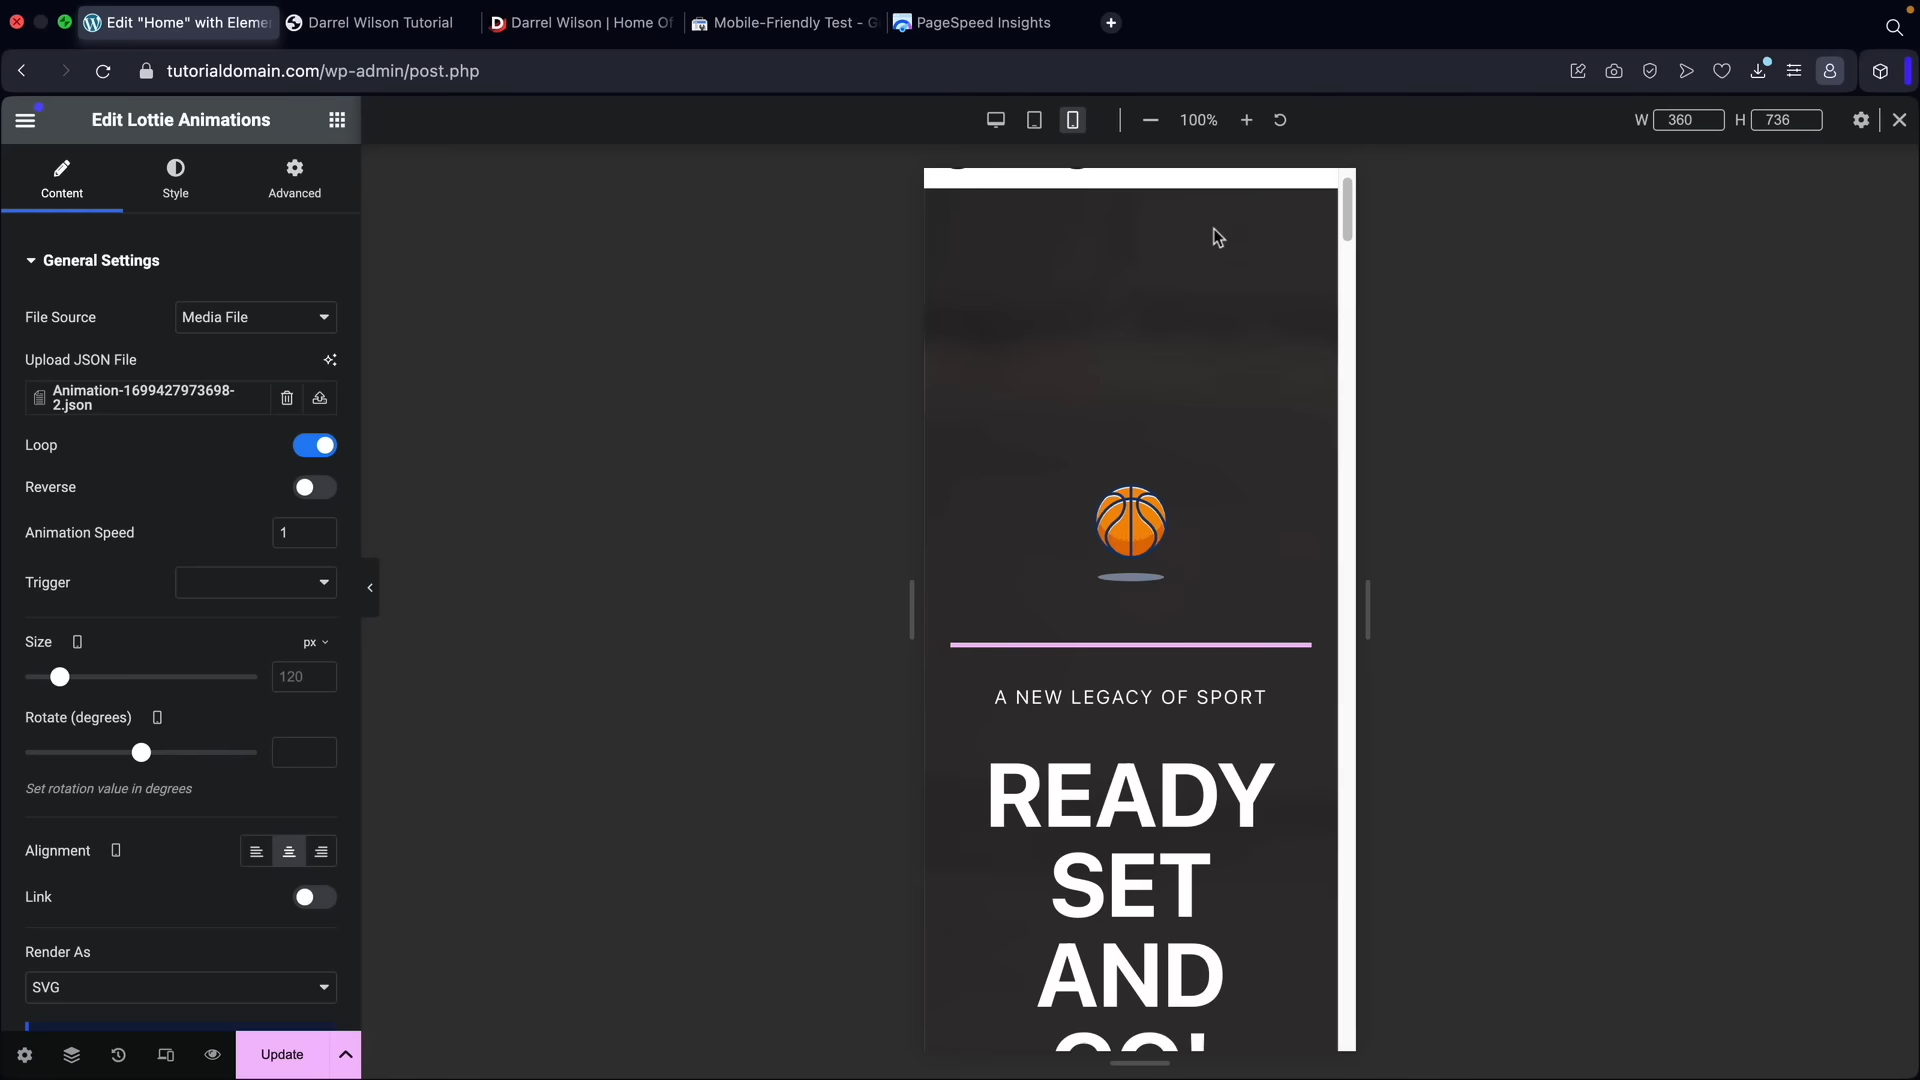 Edit "Home" with Eleme
Darrel Wilson Tutorial
Darrel Wilson | Home Of
Mobile-Friendly Test - G
PageSpeed Insights
tutorialdomain.com/wp-admin/post.php
Edit Lottie Animations
100%
W 360 H 736
Content
Style
Advanced
General Settings
File Source
Media File
Upload JSON File
Animation-1699427973698-
2.json
Loop
Reverse
Animation Speed
1
Trigger
Size
px
120
Rotate (degrees)
Set rotation value in degrees
Alignment
Link
Render As
SVG
Update
A NEW LEGACY OF SPORT
READY
SET
AND
GO!